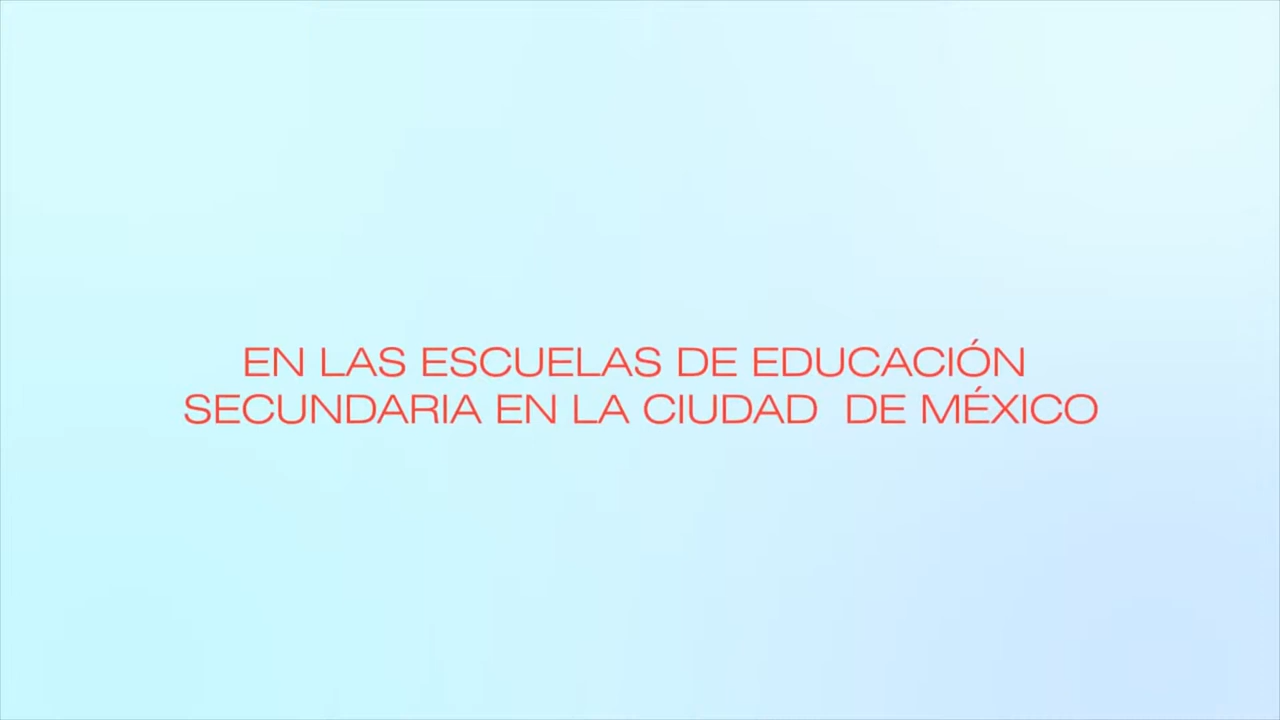 EN LAS ESCUELAS DE EDUCACIÓN
SECUNDARIA EN LA CIUDAD  DE MÉXICO